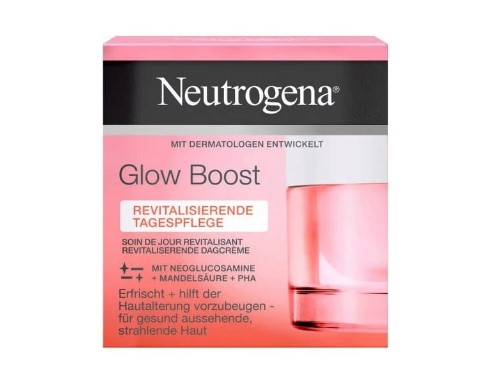 Neutrogena®
MIT DERMATOLOGEN ENTWICKELT
Glow Boost
REVITALISIERENDE
TAGESPFLEGE
SOIN DE JOUR REVITALISANT
REVITALISERENDE DAGCRÈME
MIT NEOGLUCOSAMINE
+ MANDELSÄURE + PHA
Erfrischt + hilft der
Hautalterung vorzubeugen -
für gesund aussehende,
strahlende Haut